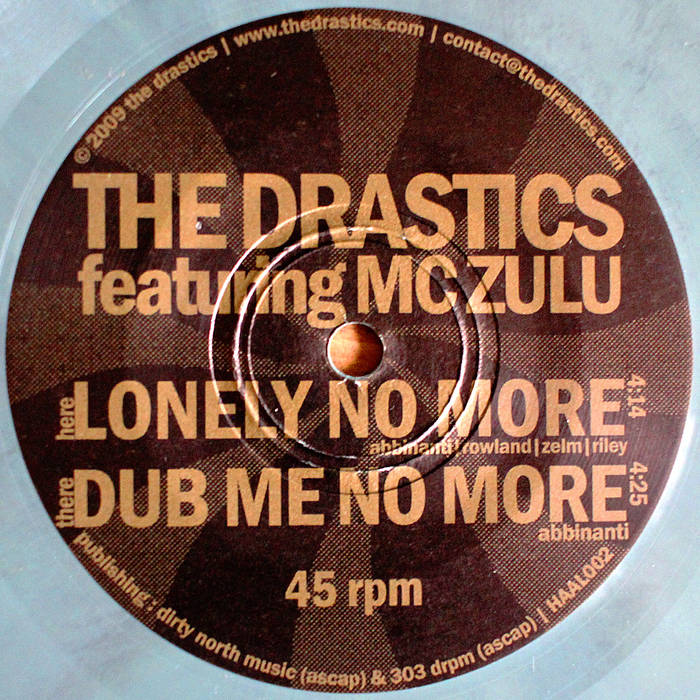 © 2009 the drastics | www.thedrastics.com | contact@thedrastics.com
THE DRASTICS
featuring MC ZULU
here LONELY NO MORE 4:14
abbinanti|rowland|zelm|riley
there DUB ME NO MORE 4:25
abbinanti
45 rpm
publishing : dirty north music (ascap) & 303 drpm (ascap) | HAAL002